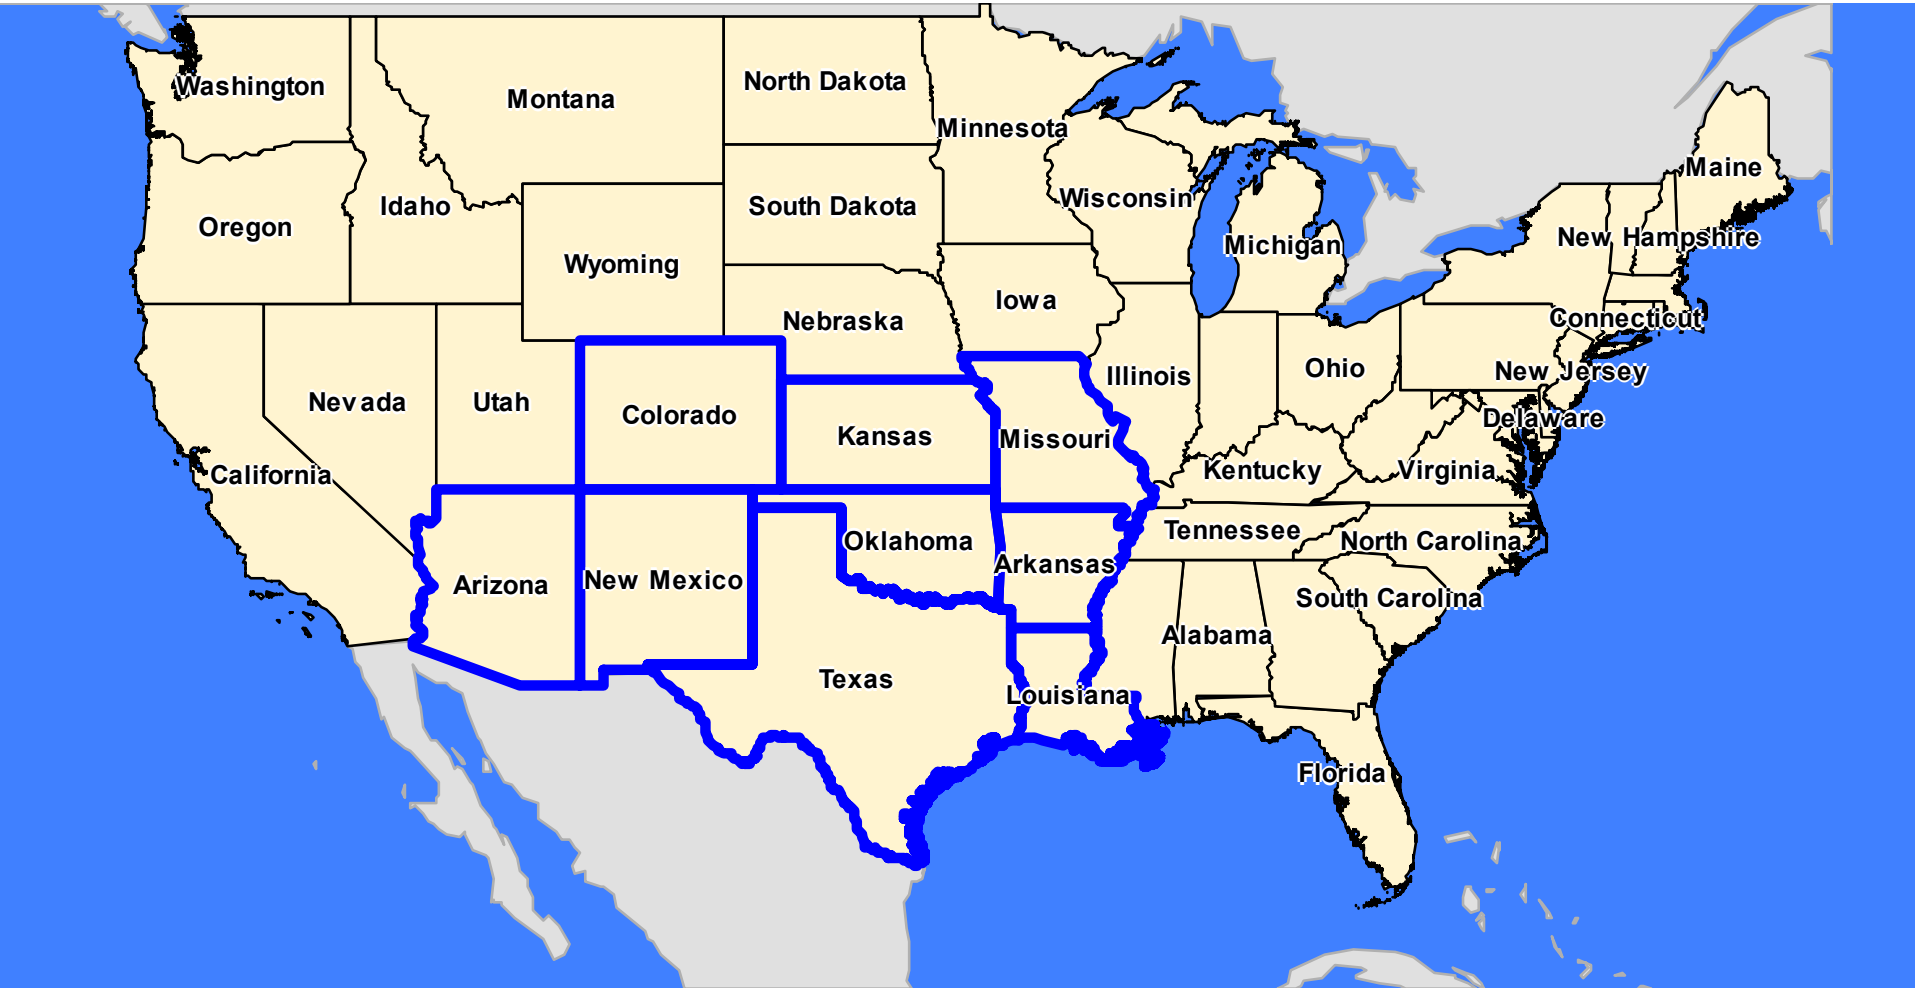 Washington
Montana
North Dakota
Minnesota
Maine
Oregon
Idaho
South Dakota
Wisconsin
Michigan
New Hampshire
Wyoming
Iowa
Nebraska
Connecticut
Nevada
Utah
Colorado
Kansas
Missouri
Illinois
Ohio
New Jersey
Delaware
California
Kentucky
Virginia
Arizona
New Mexico
Oklahoma
Arkansas
Tennessee
North Carolina
South Carolina
Texas
Louisiana
Alabama
Florida